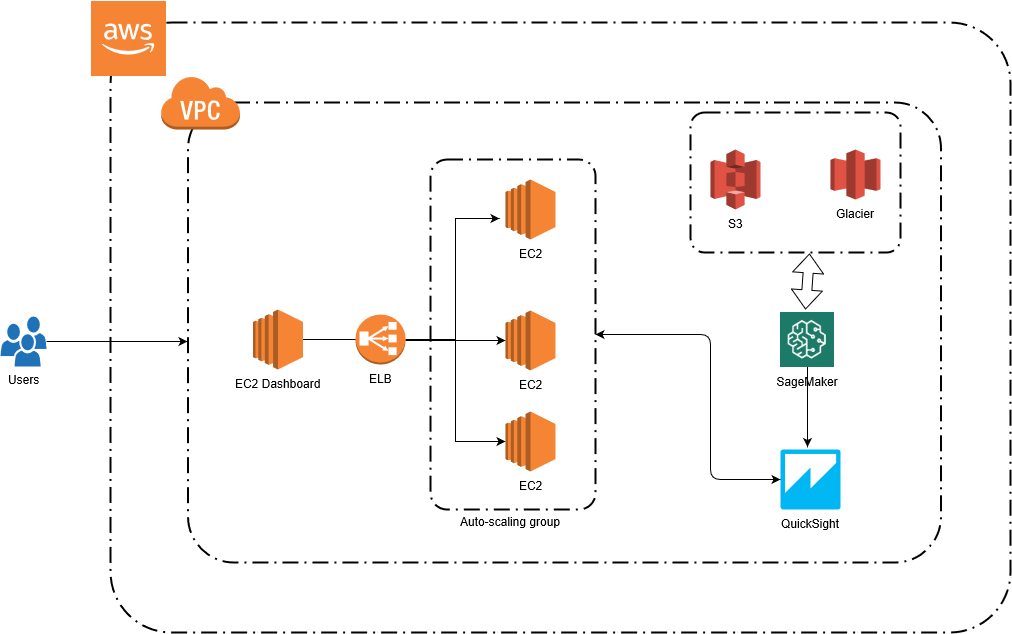 aws
VPC
S3
Glacier
EC2
Users
EC2 Dashboard
ELB
EC2
SageMaker
EC2
Auto-scaling group
QuickSight